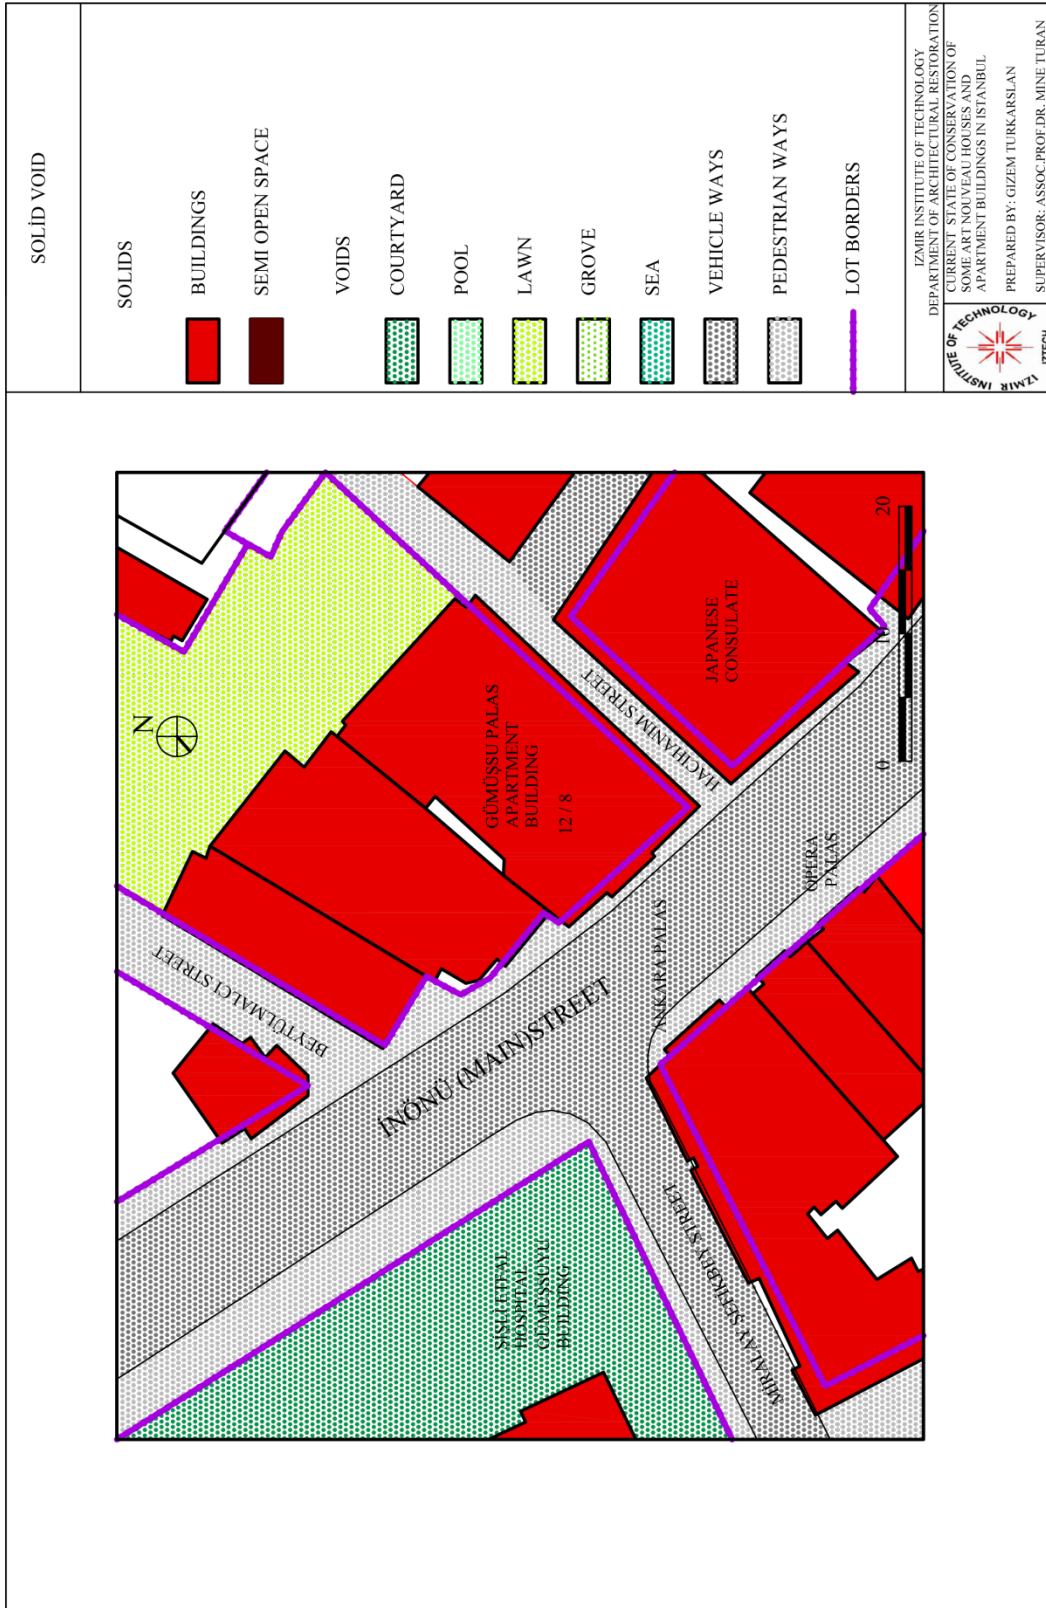 SOLİD VOID
SOLIDS
BUILDINGS
SEMI OPEN SPACE
VOIDS
COURTYARD
POOL
LAWN
GROVE
SEA
VEHICLE WAYS
PEDESTRIAN WAYS
LOT BORDERS
IZMIR INSTITUTE OF TECHNOLOGY
DEPARTMENT OF ARCHITECTURAL RESTORATION
CURRENT STATE OF CONSERVATION OF
SOME ART NOUVEAU HOUSES AND
APARTMENT BUILDINGS IN ISTANBUL
PREPARED BY: GIZEM TURKARSLAN
SUPERVISOR: ASSOC.PROF.DR. MINE TURAN
IZMIR INSTITUTE OF TECHNOLOGY
IZTECH
N
BEYTÜLMALCI STREET
İNÖNÜ (MAIN)STREET
GÜMÜŞSU PALAS
APARTMENT
BUILDING
12 / 8
HACIHANIM STREET
JAPANESE
CONSULATE
ANKARA PALAS
OPERA
PALAS
ŞİŞLİ ETFAL
HOSPITAL
GÜMÜŞSUYU
BUILDING
MİRALAY ŞEFİKBEY STREET
0 10 20